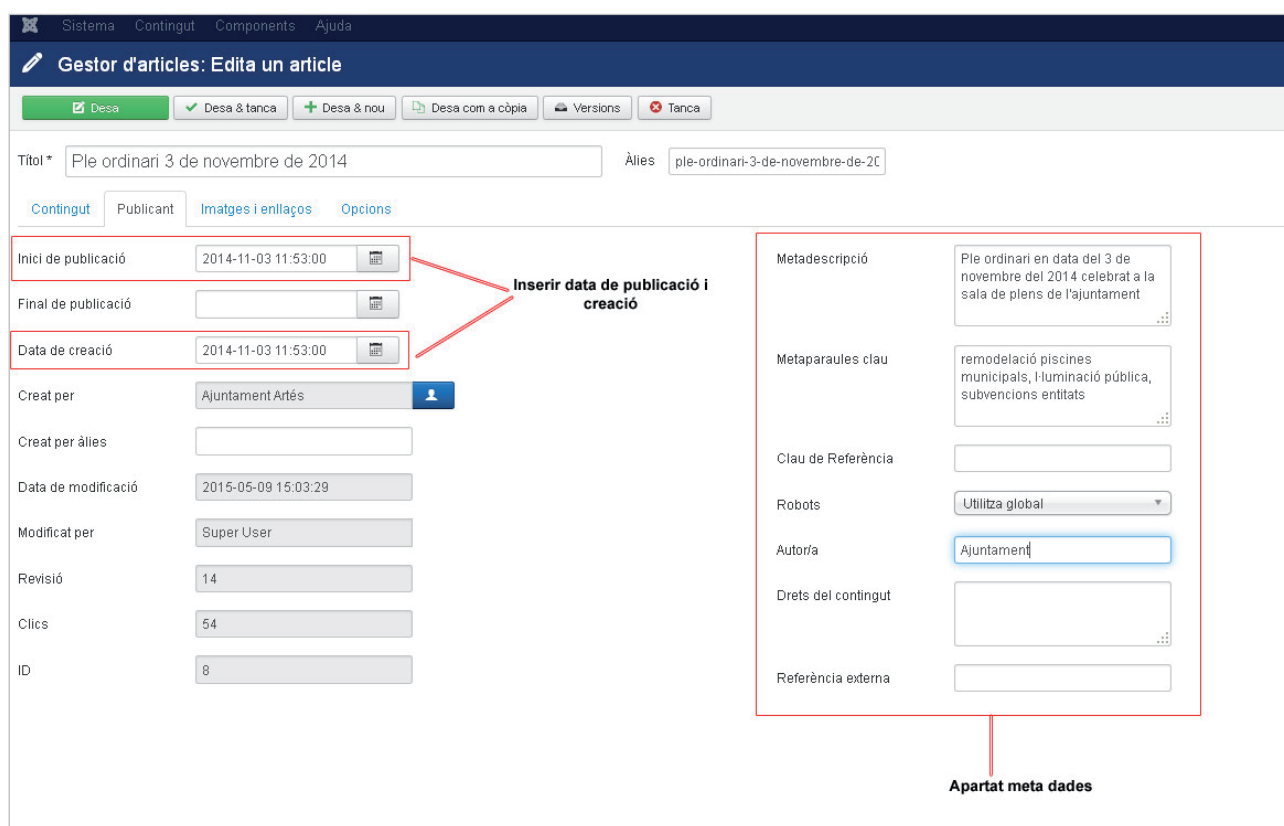 Sistema Contingut Components Ajuda
Gestor d'articles: Edita un article
Desa Desa & tanca Desa & nou Desa com a còpia Versions Tanca
Títol * Ple ordinari 3 de novembre de 2014 Àlies ple-ordinari-3-de-novembre-de-20
Contingut Publicant Imatges i enllaços Opcions
Inici de publicació 2014-11-03 11:53:00
Final de publicació
Data de creació 2014-11-03 11:53:00
Creat per Ajuntament Artés
Creat per àlies
Data de modificació 2015-05-09 15:03:29
Modificat per Super User
Revisió 14
Clics 54
ID 8
Inserir data de publicació i
creació
Metadescripció Ple ordinari en data del 3 de
novembre del 2014 celebrat a la
sala de plens de l'ajuntament
Metaparaules clau remodelació piscines
municipals, l·luminació pública,
subvencions entitats
Clau de Referència
Robots Utilitza global
Autor/a Ajuntament
Drets del contingut
Referència externa
Apartat meta dades